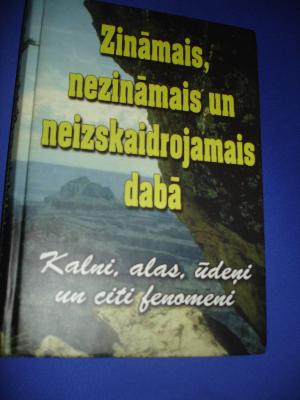 Zināmais,
nezināmais un
neizskaidrojamais
dabā
Kalni, alas, ūdeņi
un citi fenomeni